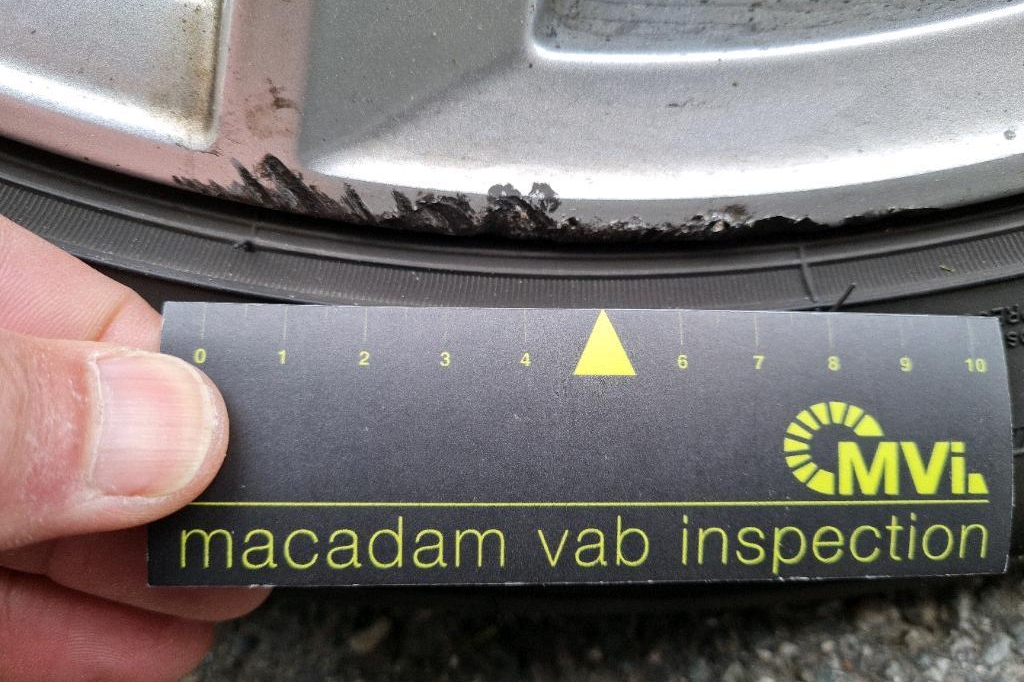 0 1 2 3 4 6 7 8 9 10
MVi.
macadam vab inspection